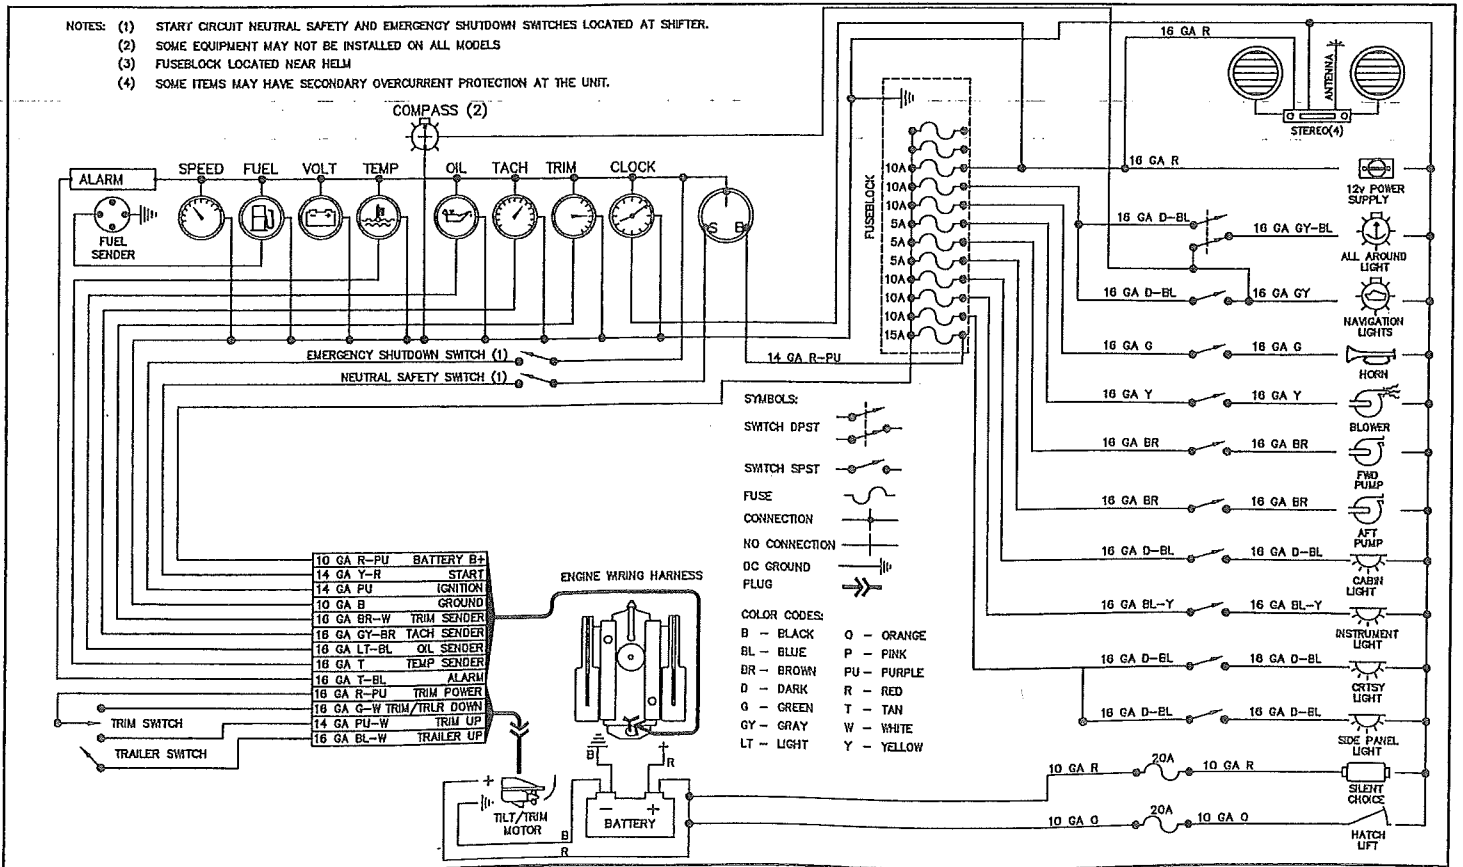 NOTES: (1) START CIRCUIT NEUTRAL SAFETY AND EMERGENCY SHUTDOWN SWITCHES LOCATED AT SHIFTER.
(2) SOME EQUIPMENT MAY NOT BE INSTALLED ON ALL MODELS
(3) FUSEBLOCK LOCATED NEAR HELM
(4) SOME ITEMS MAY HAVE SECONDARY OVERCURRENT PROTECTION AT THE UNIT.
COMPASS (2)
ALARM
SPEED FUEL VOLT TEMP OIL TACH TRIM CLOCK
FUEL
SENDER
S B
EMERGENCY SHUTDOWN SWITCH (1)
NEUTRAL SAFETY SWITCH (1)
14 GA R-PU
FUSEBLOCK
10A
10A
10A
5A
5A
5A
10A
10A
10A
15A
16 GA R
ANTENNA
STEREO(4)
16 GA R
12v POWER
SUPPLY
16 GA D-BL
16 GA GY-BL
ALL AROUND
LIGHT
16 GA D-BL 16 GA GY
NAVIGATION
LIGHTS
16 GA G 16 GA G
HORN
16 GA Y 16 GA Y
BLOWER
16 GA BR 16 GA BR
FWD
PUMP
16 GA BR 16 GA BR
AFT
PUMP
16 GA D-BL 16 GA D-BL
CABIN
LIGHT
16 GA BL-Y 16 GA BL-Y
INSTRUMENT
LIGHT
16 GA D-BL 16 GA D-BL
CRTSY
LIGHT
16 GA D-BL 16 GA D-BL
SIDE PANEL
LIGHT
10 GA R 20A 10 GA R
SILENT
CHOICE
10 GA O 20A 10 GA O
HATCH
LIFT
SYMBOLS:
SWITCH DPST
SWITCH SPST
FUSE
CONNECTION
NO CONNECTION
DC GROUND
PLUG
COLOR CODES:
B – BLACK O – ORANGE
BL – BLUE P – PINK
BR – BROWN PU – PURPLE
D – DARK R – RED
G – GREEN T – TAN
GY – GRAY W – WHITE
LT – LIGHT Y – YELLOW
10 GA R-PU BATTERY B+
14 GA Y-R START
14 GA PU IGNITION
10 GA B GROUND
16 GA BR-W TRIM SENDER
16 GA GY-BR TACH SENDER
16 GA LT-BL OIL SENDER
16 GA T TEMP SENDER
16 GA T-BL ALARM
16 GA R-PU TRIM POWER
16 GA G-W TRIM/TRLR DOWN
14 GA PU-W TRIM UP
16 GA BL-W TRAILER UP
TRIM SWITCH
TRAILER SWITCH
ENGINE WIRING HARNESS
B + R
+
TILT/TRIM
MOTOR
– +
BATTERY
B
R